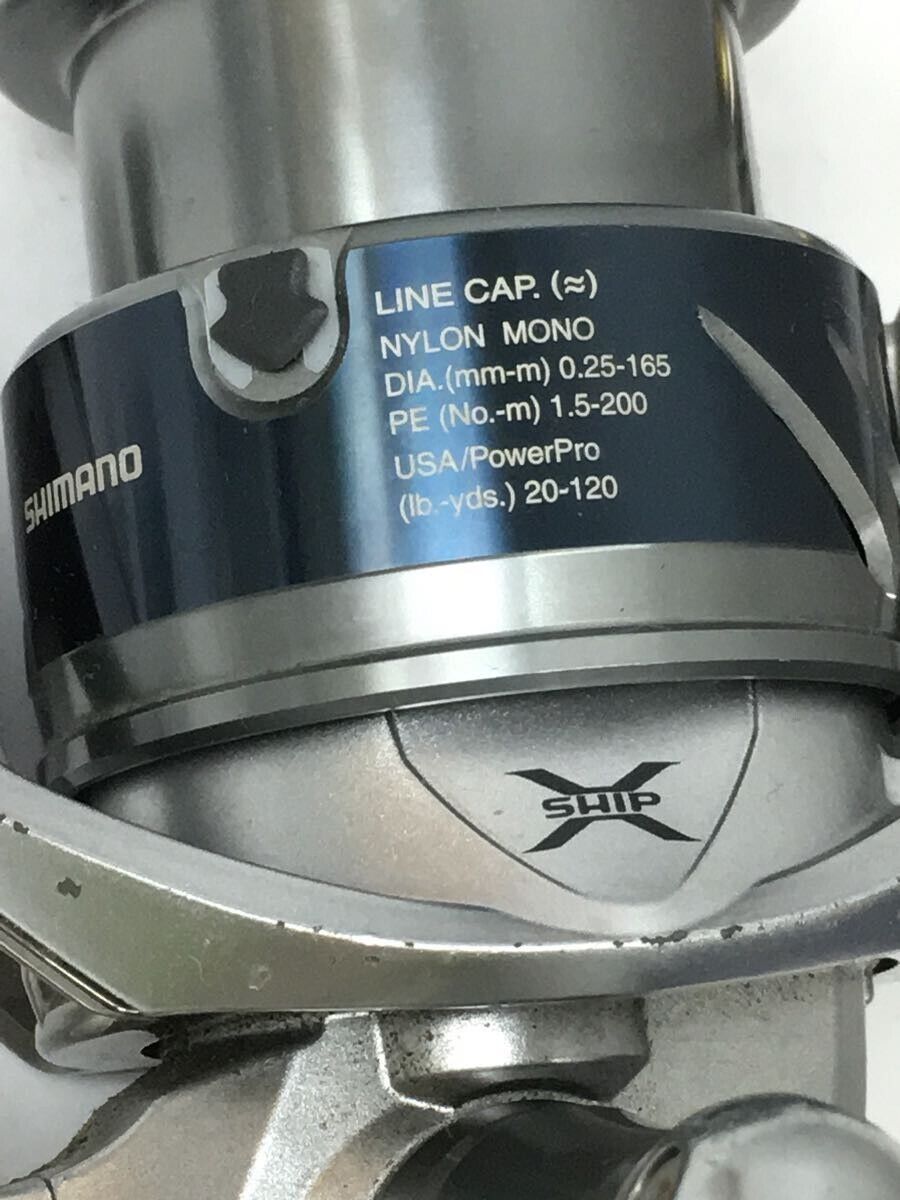 LINE CAP. (≈)
NYLON MONO
DIA.(mm-m) 0.25-165
PE (No.-m) 1.5-200
USA/PowerPro
(lb.-yds.) 20-120
SHIMANO
X SHIP